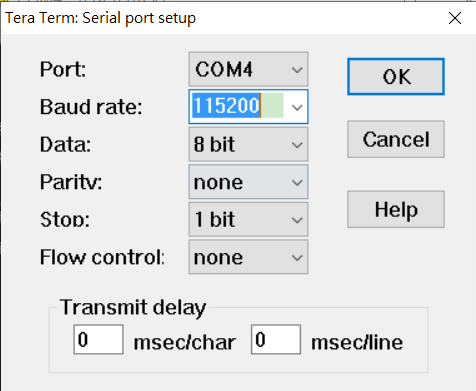 Tera Term: Serial port setup
Port: COM4 OK
Baud rate: 115200
Data: 8 bit Cancel
Parity: none
Stop: 1 bit Help
Flow control: none
Transmit delay
0 msec/char 0 msec/line